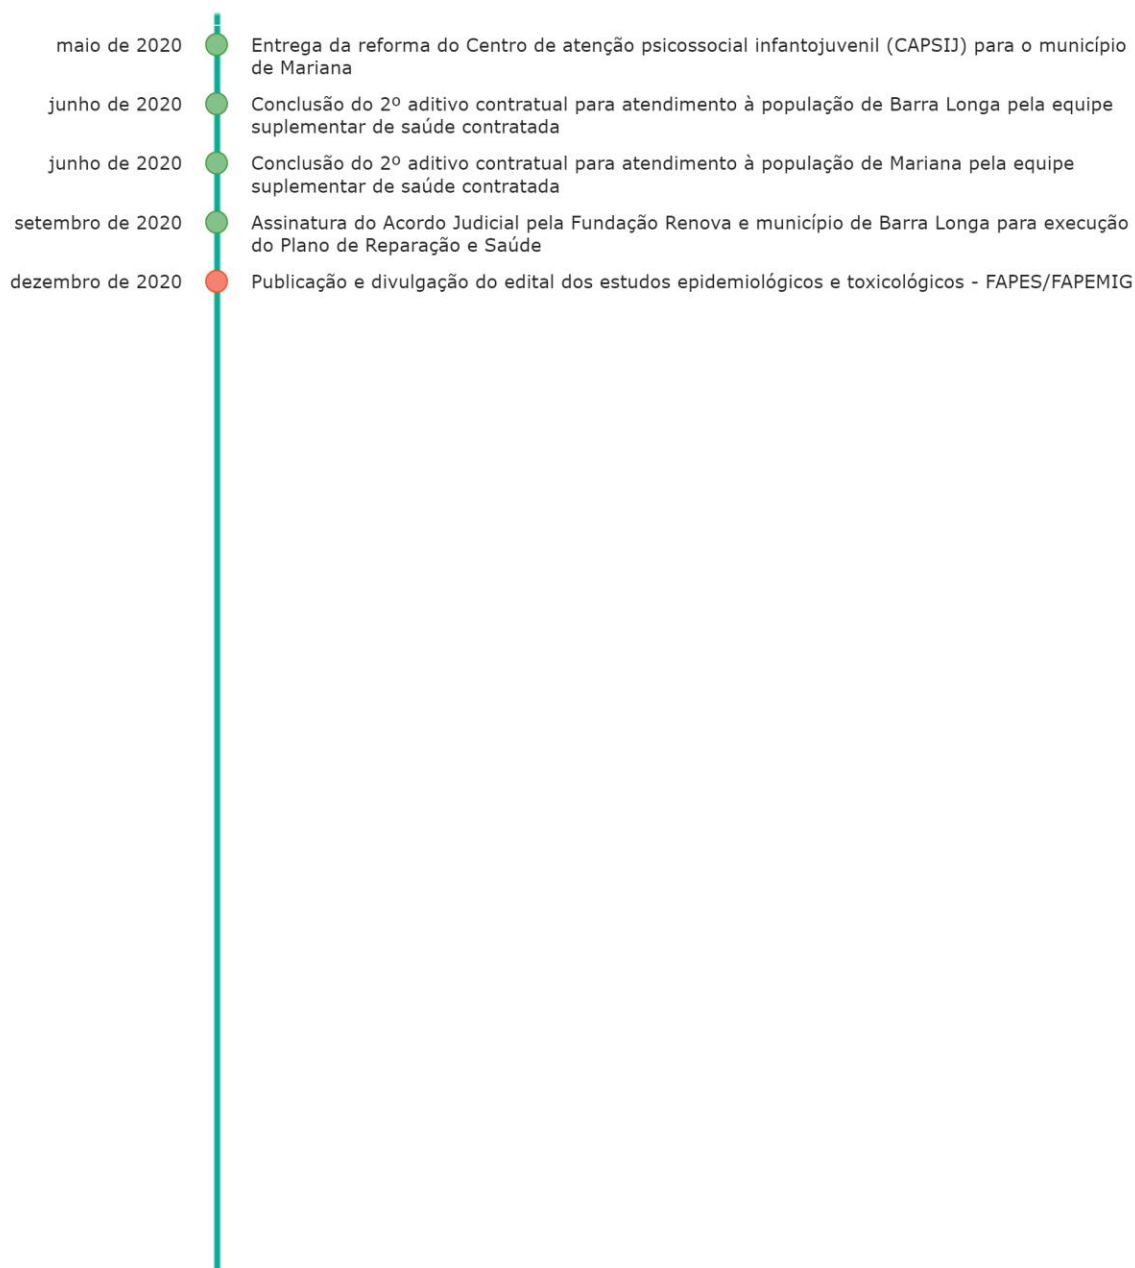 maio de 2020
Entrega da reforma do Centro de atenção psicossocial infantojuvenil (CAPSIJ) para o município
de Mariana
junho de 2020
Conclusão do 2º aditivo contratual para atendimento à população de Barra Longa pela equipe
suplementar de saúde contratada
junho de 2020
Conclusão do 2º aditivo contratual para atendimento à população de Mariana pela equipe
suplementar de saúde contratada
setembro de 2020
Assinatura do Acordo Judicial pela Fundação Renova e município de Barra Longa para execução
do Plano de Reparação e Saúde
dezembro de 2020
Publicação e divulgação do edital dos estudos epidemiológicos e toxicológicos - FAPES/FAPEMIG